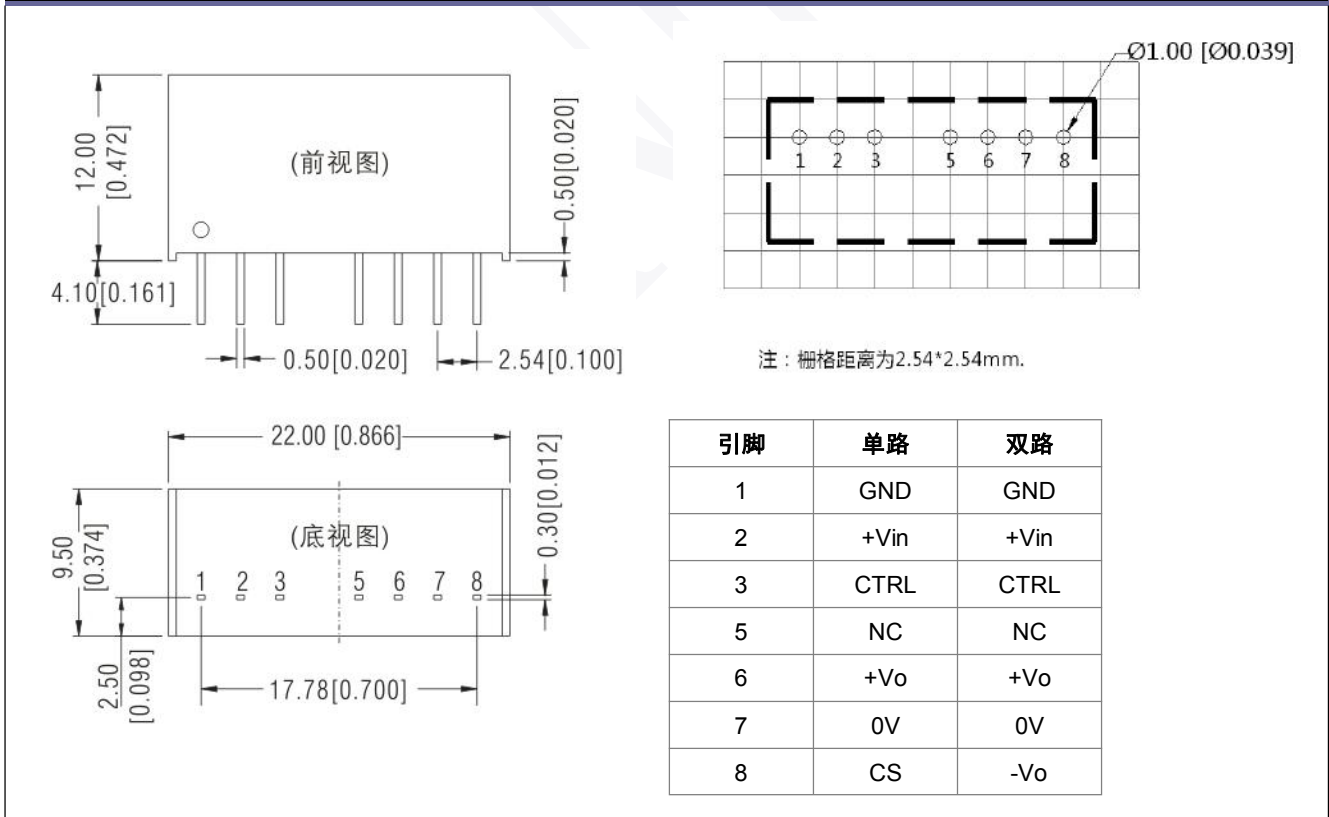 12.00
[0.472]
(前视图)
0.50[0.020]
4.10[0.161]
0.50[0.020]
2.54[0.100]
Ø1.00 [Ø0.039]
1 2 3 5 6 7 8
注：栅格距离为2.54*2.54mm.
22.00 [0.866]
9.50
[0.374]
(底视图)
0.30[0.012]
1 2 3 5 6 7 8
2.50
[0.098]
17.78[0.700]
引脚 单路 双路
1 GND GND
2 +Vin +Vin
3 CTRL CTRL
5 NC NC
6 +Vo +Vo
7 0V 0V
8 CS -Vo